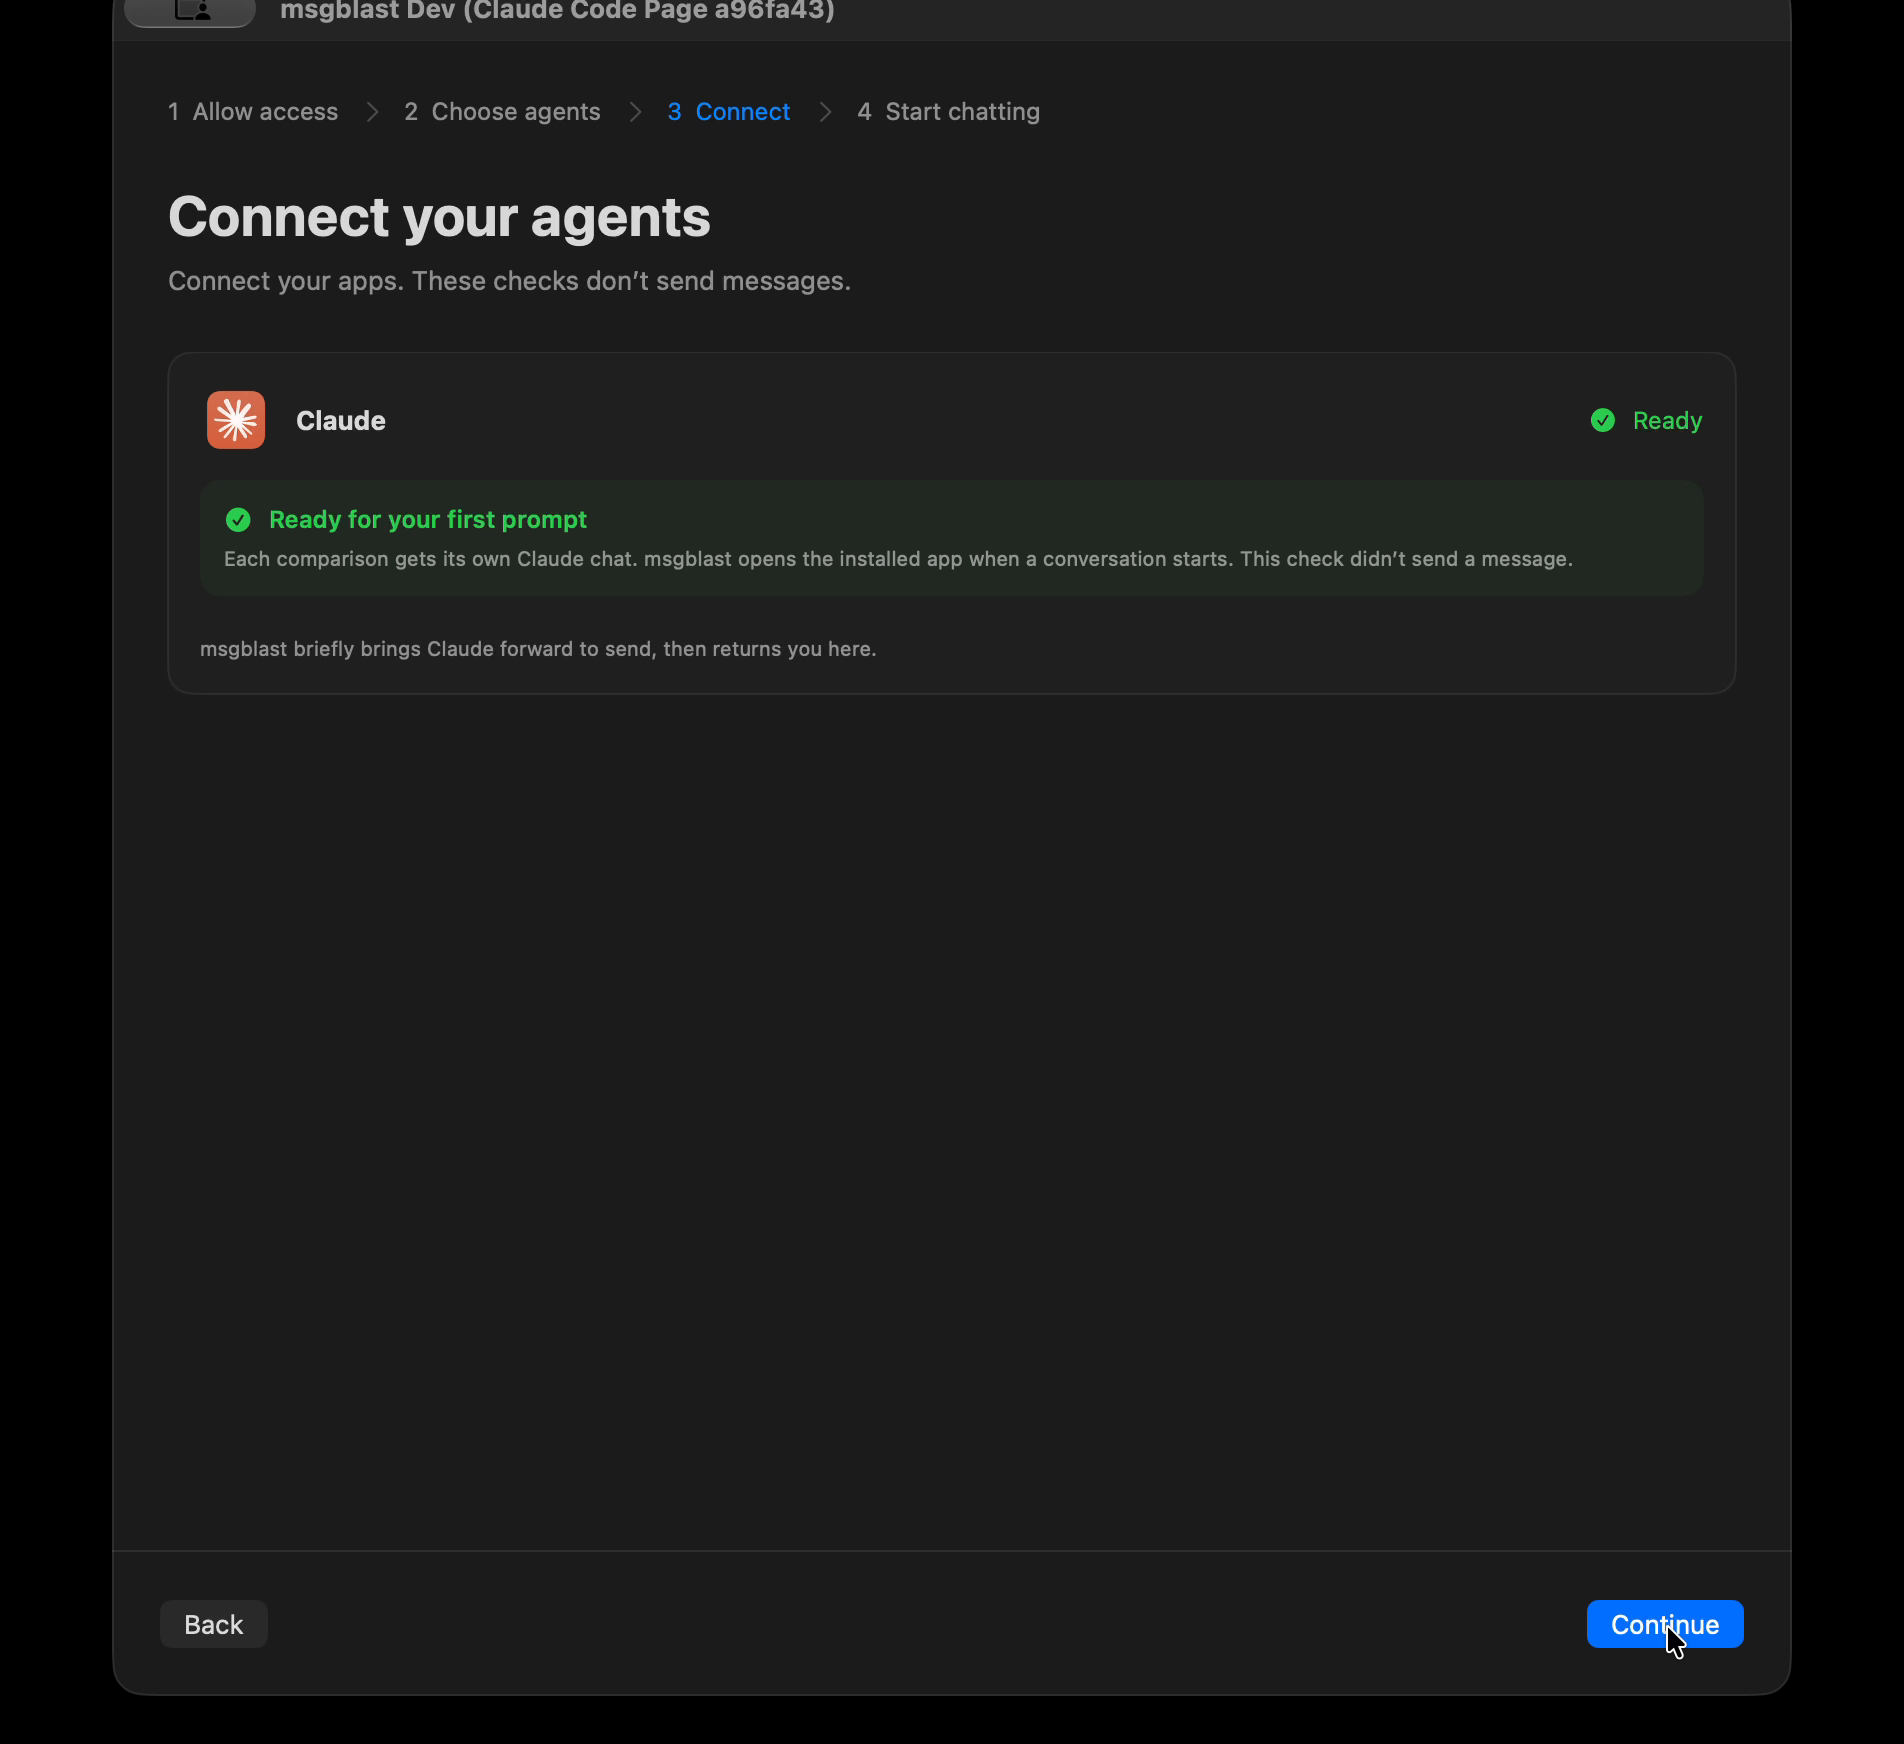 msgblast Dev (Claude Code Page a96fa43)
1 Allow access > 2 Choose agents > 3 Connect > 4 Start chatting
Connect your agents
Connect your apps. These checks don’t send messages.
Claude
Ready
Ready for your first prompt
Each comparison gets its own Claude chat. msgblast opens the installed app when a conversation starts. This check didn’t send a message.
msgblast briefly brings Claude forward to send, then returns you here.
Back
Continue